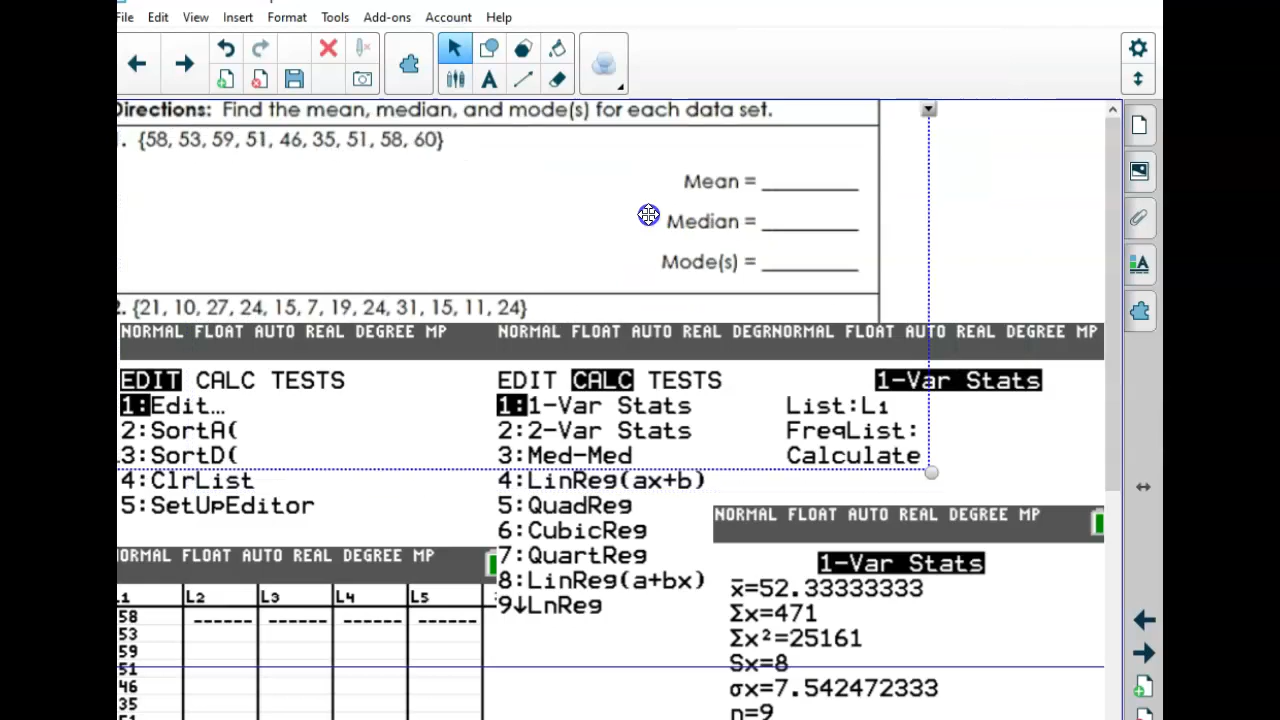 File Edit View Insert Format Tools Add-ons Account Help
Directions: Find the mean, median, and mode(s) for each data set.
1. {58, 53, 59, 51, 46, 35, 51, 58, 60}
Mean =
Median =
Mode(s) =
2. {21, 10, 27, 24, 15, 7, 19, 24, 31, 15, 11, 24}
NORMAL FLOAT AUTO REAL DEGREE MP
EDIT CALC TESTS
1:Edit…
2:SortA(
3:SortD(
4:ClrList
5:SetUpEditor
NORMAL FLOAT AUTO REAL DEGR
EDIT CALC TESTS
1:1-Var Stats
2:2-Var Stats
3:Med-Med
4:LinReg(ax+b)
5:QuadReg
6:CubicReg
7:QuartReg
8:LinReg(a+bx)
9↓LnReg
NORMAL FLOAT AUTO REAL DEGREE MP
1-Var Stats
List:L1
FreqList:
Calculate
NORMAL FLOAT AUTO REAL DEGREE MP
L1 L2 L3 L4 L5
58 ------ ------ ------ ------
53
59
51
46
35
51
NORMAL FLOAT AUTO REAL DEGREE MP
1-Var Stats
x̄=52.33333333
Σx=471
Σx²=25161
Sx=8
σx=7.542472333
n=9